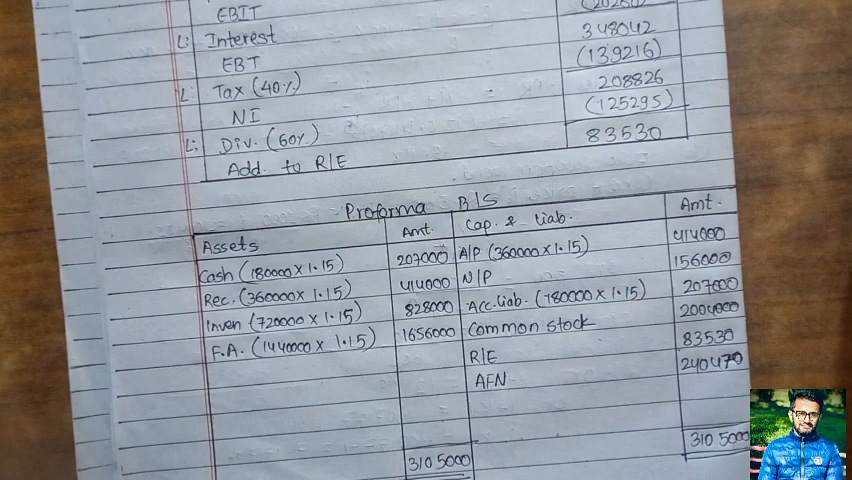 EBIT
(20260)
L: Interest
348042
EBT
(139216)
L: Tax (40%)
208826
NI
(125295)
L: Div. (60%)
83530
Add. to R/E
Proforma B/S
Assets Amt. Cap. & liab. Amt.
Cash (180000 x 1.15) 207000 A/P (360000 x 1.15) 414000
Rec. (360000 x 1.15) 414000 N/P 156000
Inven (720000 x 1.15) 828000 Acc. liab. (180000 x 1.15) 207000
F.A. (1440000 x 1.15) 1656000 Common stock 2004000
R/E 83530
AFN 240470
3105000 3105000